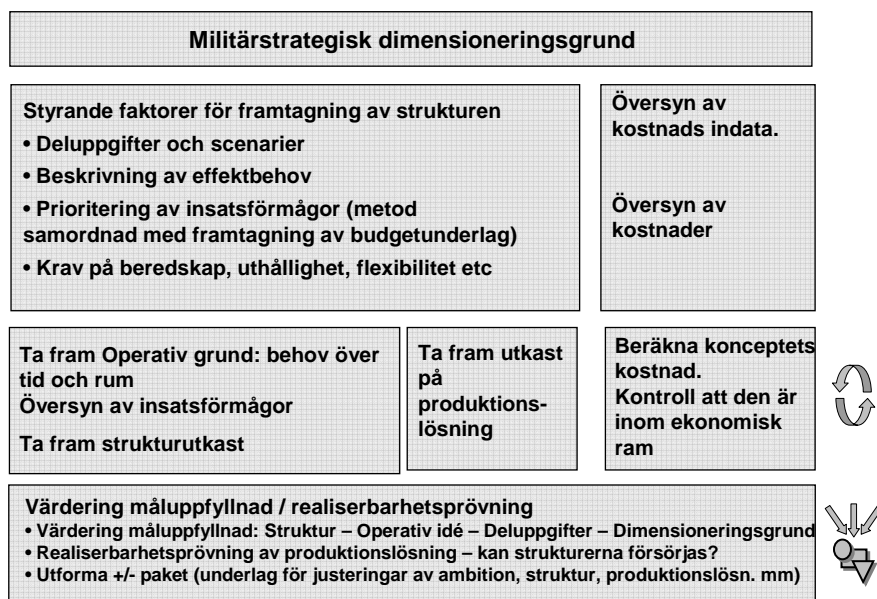 Militärstrategisk dimensioneringsgrund
Styrande faktorer för framtagning av strukturen
• Deluppgifter och scenarier
• Beskrivning av effektbehov
• Prioritering av insatsförmågor (metod
samordnad med framtagning av budgetunderlag)
• Krav på beredskap, uthållighet, flexibilitet etc
Översyn av
kostnads indata.
Översyn av
kostnader
Ta fram Operativ grund: behov över
tid och rum
Översyn av insatsförmågor
Ta fram strukturutkast
Ta fram utkast
på
produktions-
lösning
Beräkna konceptets
kostnad.
Kontroll att den är
inom ekonomisk
ram
Värdering måluppfyllnad / realiserbarhetsprövning
• Värdering måluppfyllnad: Struktur – Operativ idé – Deluppgifter – Dimensioneringsgrund
• Realiserbarhetsprövning av produktionslösning – kan strukturerna försörjas?
• Utforma +/- paket (underlag för justeringar av ambition, struktur, produktionslösn. mm)